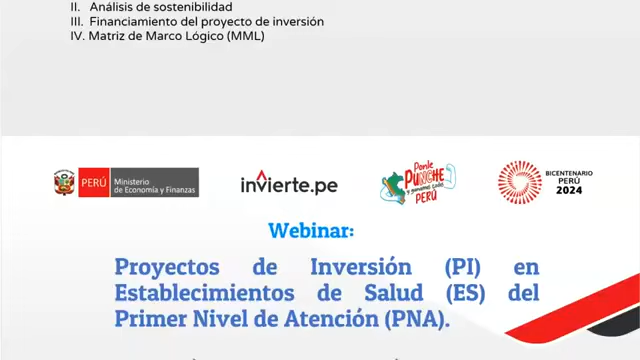 II. Análisis de sostenibilidad
III. Financiamiento del proyecto de inversión
IV. Matriz de Marco Lógico (MML)
PERÚ Ministerio de Economía y Finanzas
invierte.pe
Ponle PUNCHE y ganamos todos PERÚ
BICENTENARIO PERÚ 2024
Webinar:
Proyectos de Inversión (PI) en
Establecimientos de Salud (ES) del
Primer Nivel de Atención (PNA).